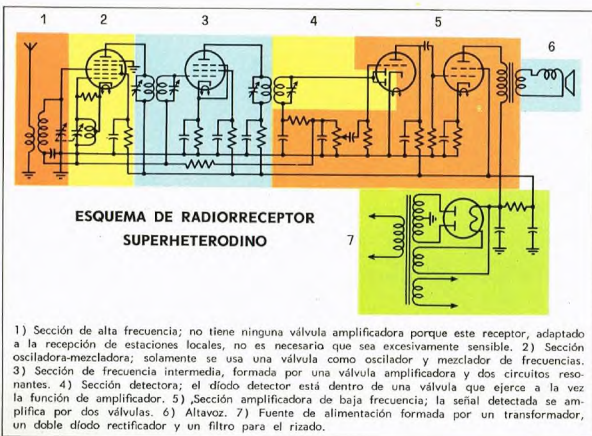 1 2 3 4 5
6
ESQUEMA DE RADIORRECEPTOR
SUPERHETERODINO
7
1) Sección de alta frecuencia; no tiene ninguna válvula amplificadora porque este receptor, adaptado
a la recepción de estaciones locales, no es necesario que sea excesivamente sensible. 2) Sección
osciladora-mezcladora; solamente se usa una válvula como oscilador y mezclador de frecuencias.
3) Sección de frecuencia intermedia, formada por una válvula amplificadora y dos circuitos reso-
nantes. 4) Sección detectora; el díodo detector está dentro de una válvula que ejerce a la vez
la función de amplificador. 5) ,Sección amplificadora de baja frecuencia; la señal detectada se am-
plifica por dos válvulas. 6) Altavoz. 7) Fuente de alimentación formada por un transformador,
un doble díodo rectificador y un filtro para el rizado.